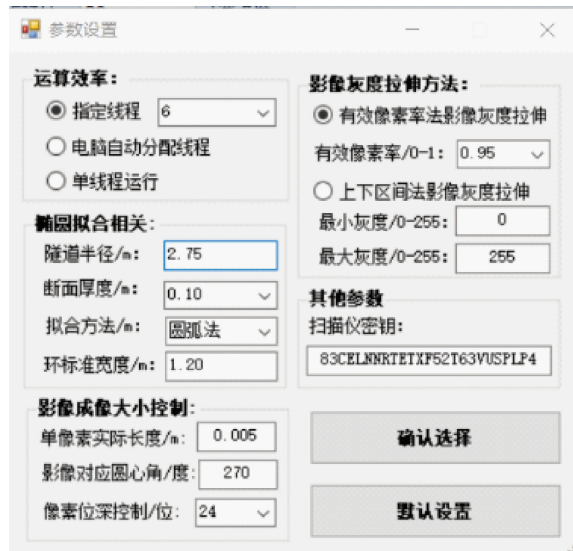 参数设置
运算效率：
指定线程 6
电脑自动分配线程
单线程运行
椭圆拟合相关：
隧道半径/m： 2.75
断面厚度/m： 0.10
拟合方法/m： 圆弧法
环标准宽度/m： 1.20
影像成像大小控制：
单像素实际长度/m： 0.005
影像对应圆心角/度： 270
像素位深控制/位： 24
影像灰度拉伸方法：
有效像素率法影像灰度拉伸
有效像素率/0-1： 0.95
上下区间法影像灰度拉伸
最小灰度/0-255： 0
最大灰度/0-255： 255
其他参数
扫描仪密钥：
83CELNNRTETXF52T63VUSPLP4
确认选择
默认设置